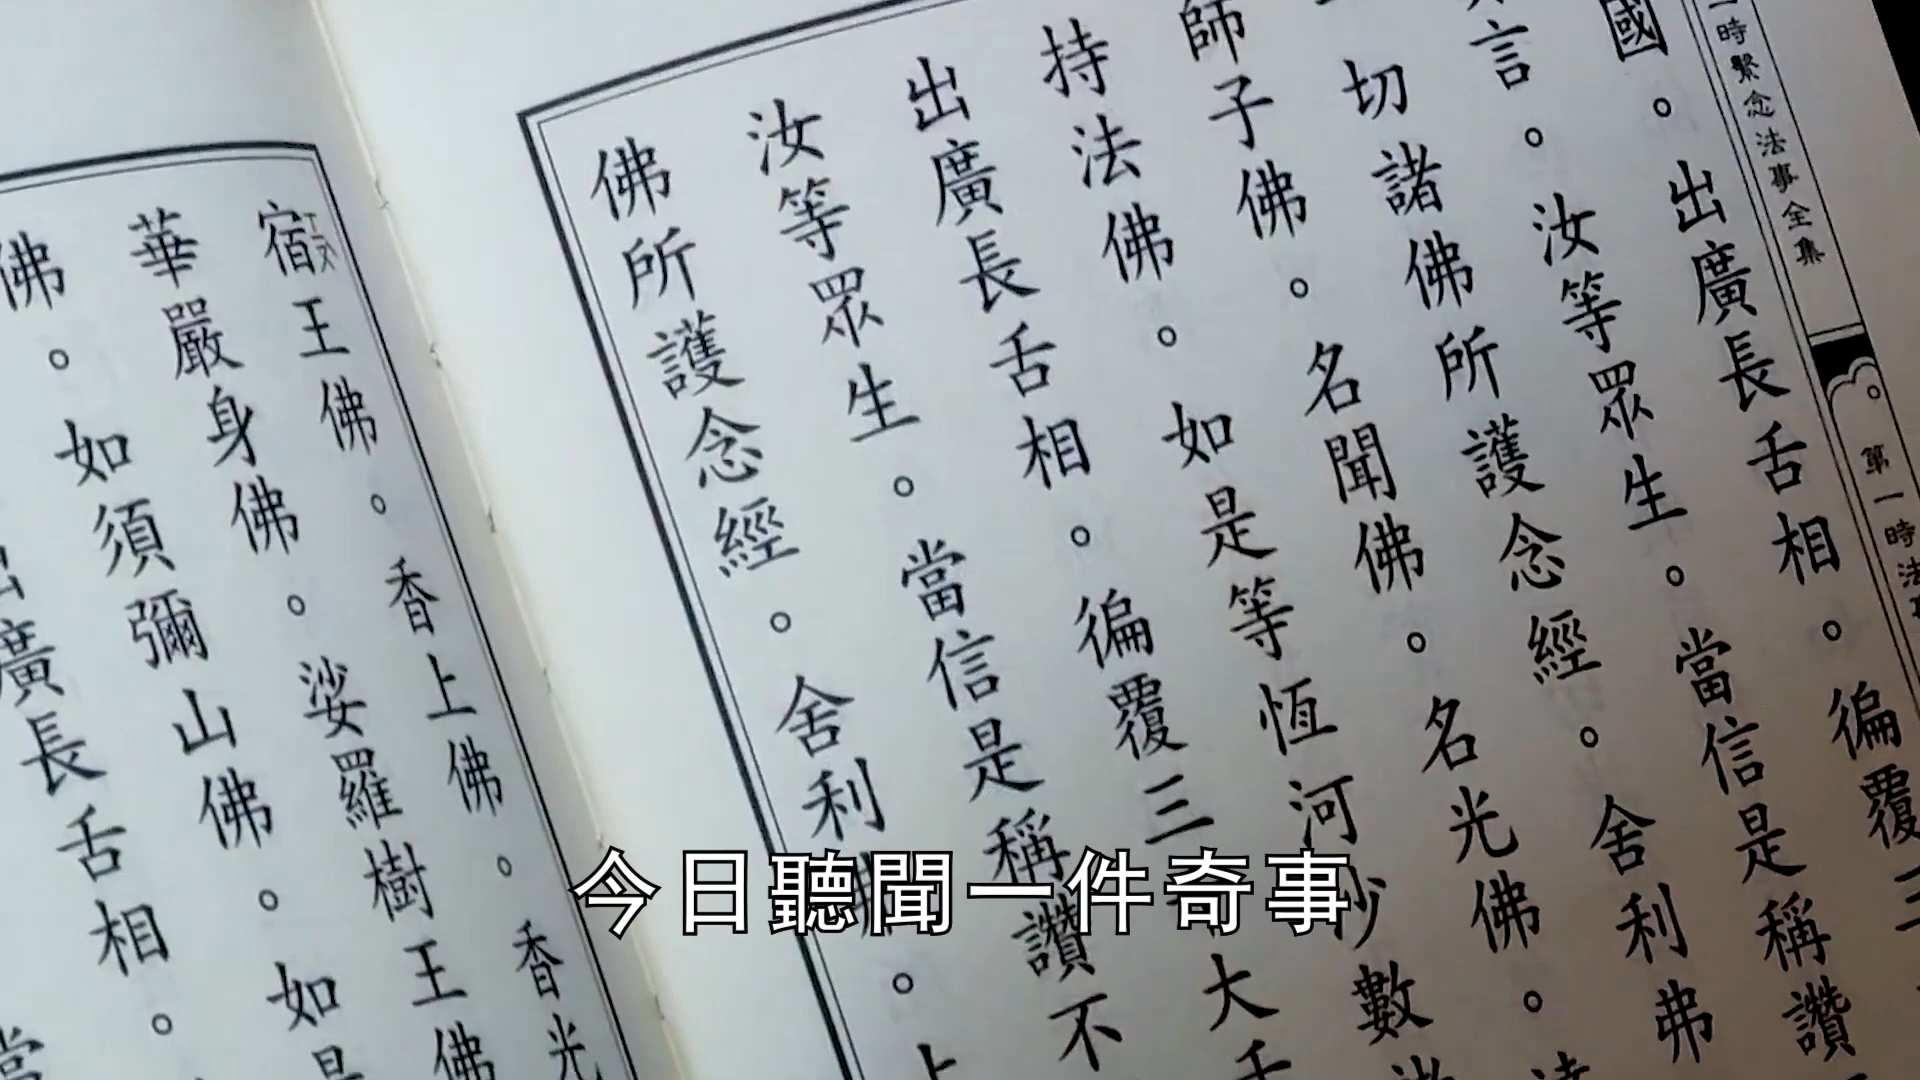 時繫念法事全集
第一時法
國。出廣長舌相。徧覆三
言。汝等眾生。當信是稱讚
一切諸佛所護念經。舍利弗
師子佛。名聞佛。名光佛。
持法佛。如是等恆河沙數
出廣長舌相。徧覆三千大千
汝等眾生。當信是稱讚不
佛所護念經。舍利弗。上
宿王佛。香上佛。香光
華嚴身佛。娑羅樹王佛
佛。如須彌山佛。如是
出廣長舌相。當
今日聽聞一件奇事